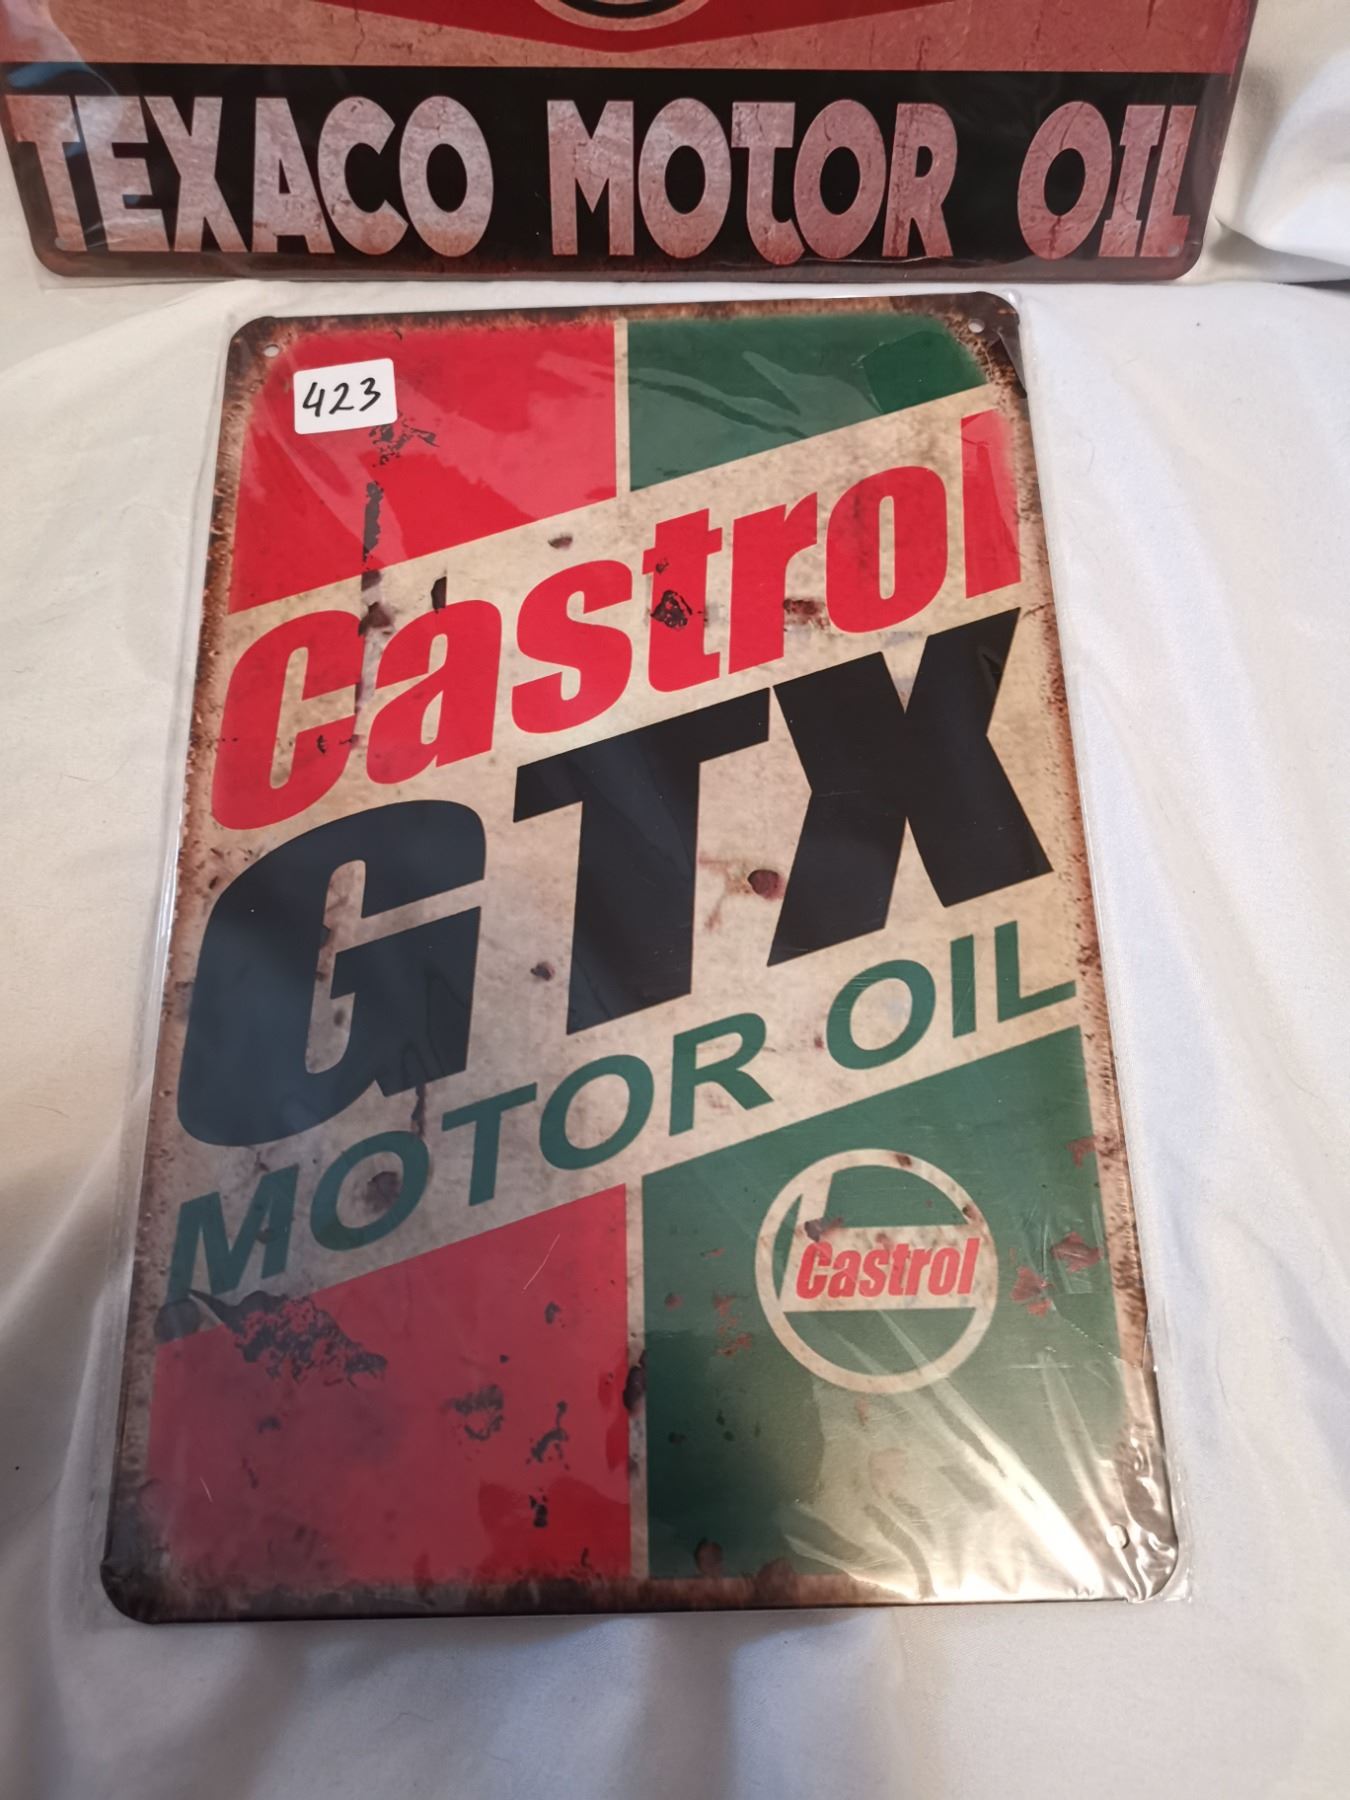 TEXACO MOTOR OIL
423
Castrol
GTX
MOTOR OIL
Castrol